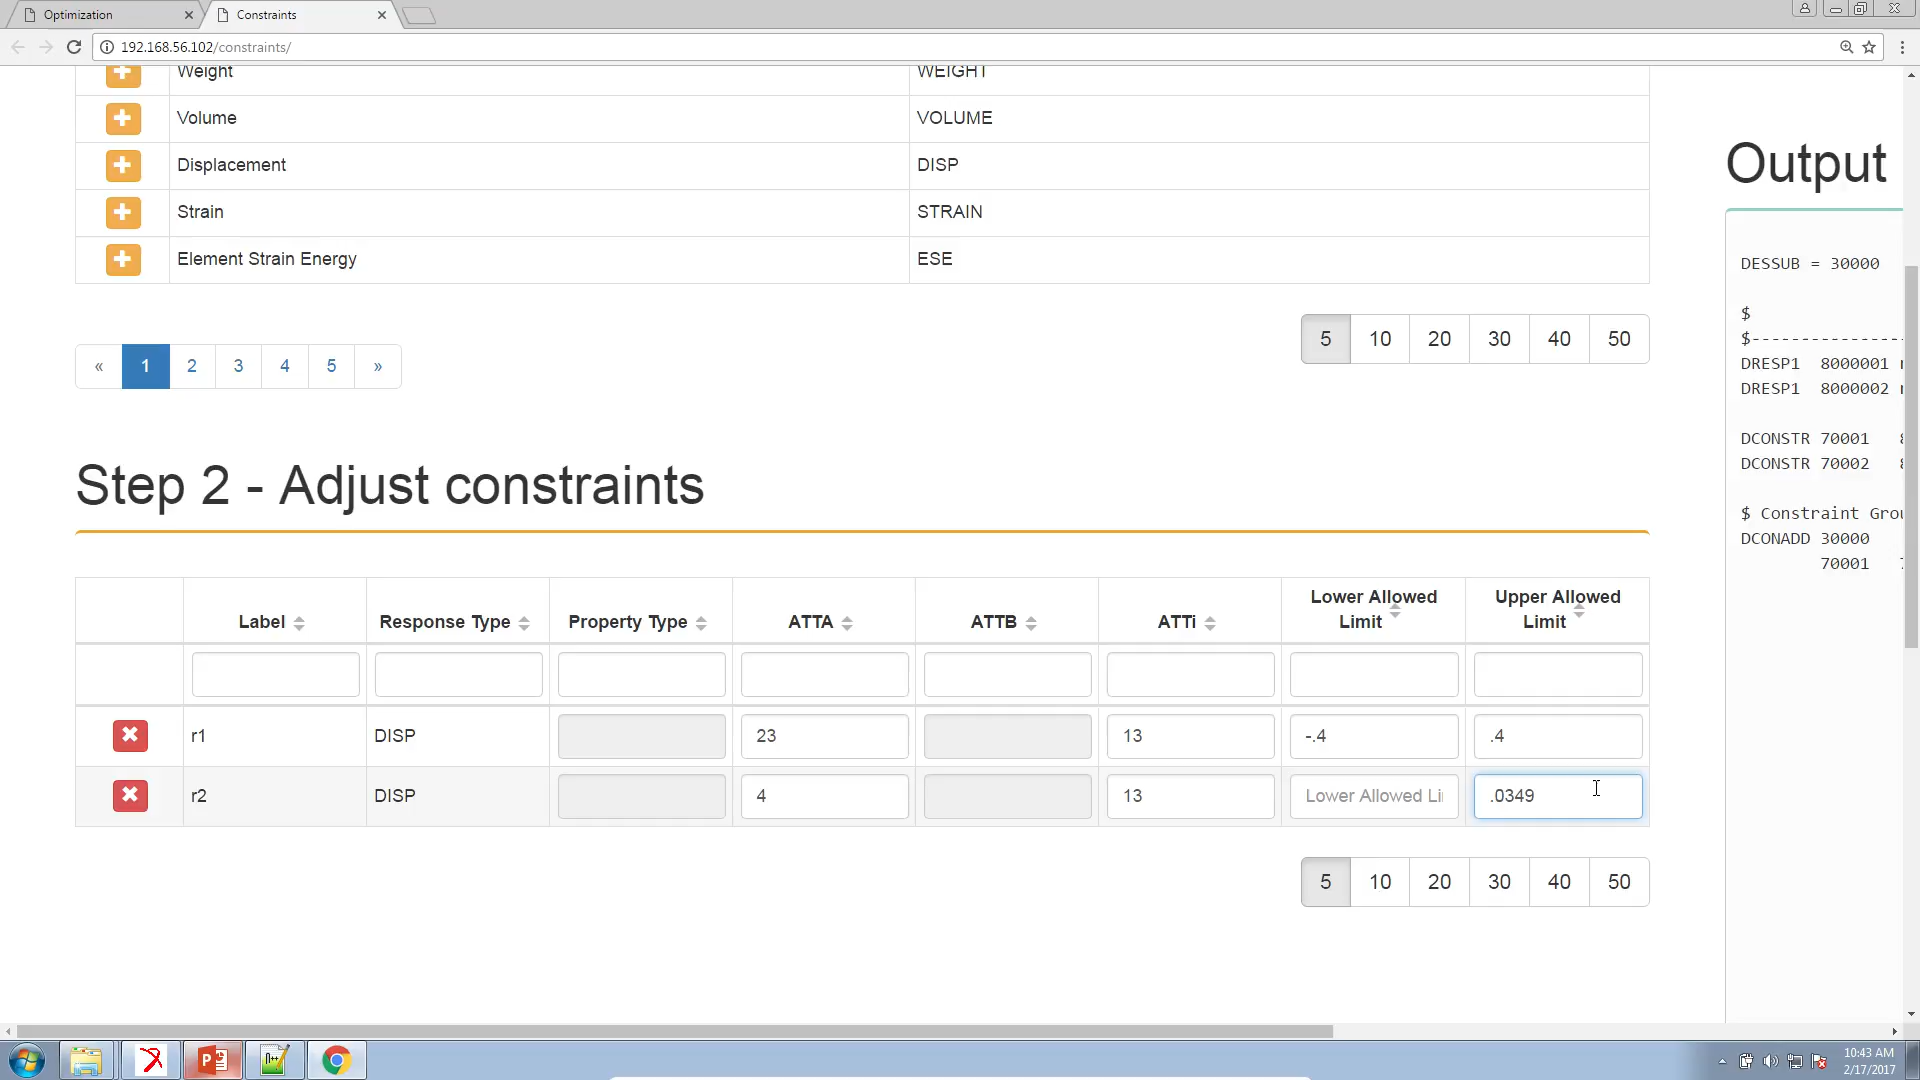 Optimization
Constraints
192.168.56.102/constraints/
Weight WEIGHT
Volume VOLUME
Displacement DISP
Strain STRAIN
Element Strain Energy ESE
« 1 2 3 4 5 »
5 10 20 30 40 50
Step 2 - Adjust constraints
Label Response Type Property Type ATTA ATTB ATTi Lower Allowed Limit Upper Allowed Limit
r1 DISP 23 13 -.4 .4
r2 DISP 4 13 Lower Allowed Li .0349
5 10 20 30 40 50
Output
DESSUB = 30000
$
$---------------
DRESP1 8000001
DRESP1 8000002
DCONSTR 70001
DCONSTR 70002
$ Constraint Grou
DCONADD 30000
70001
10:43 AM
2/17/2017